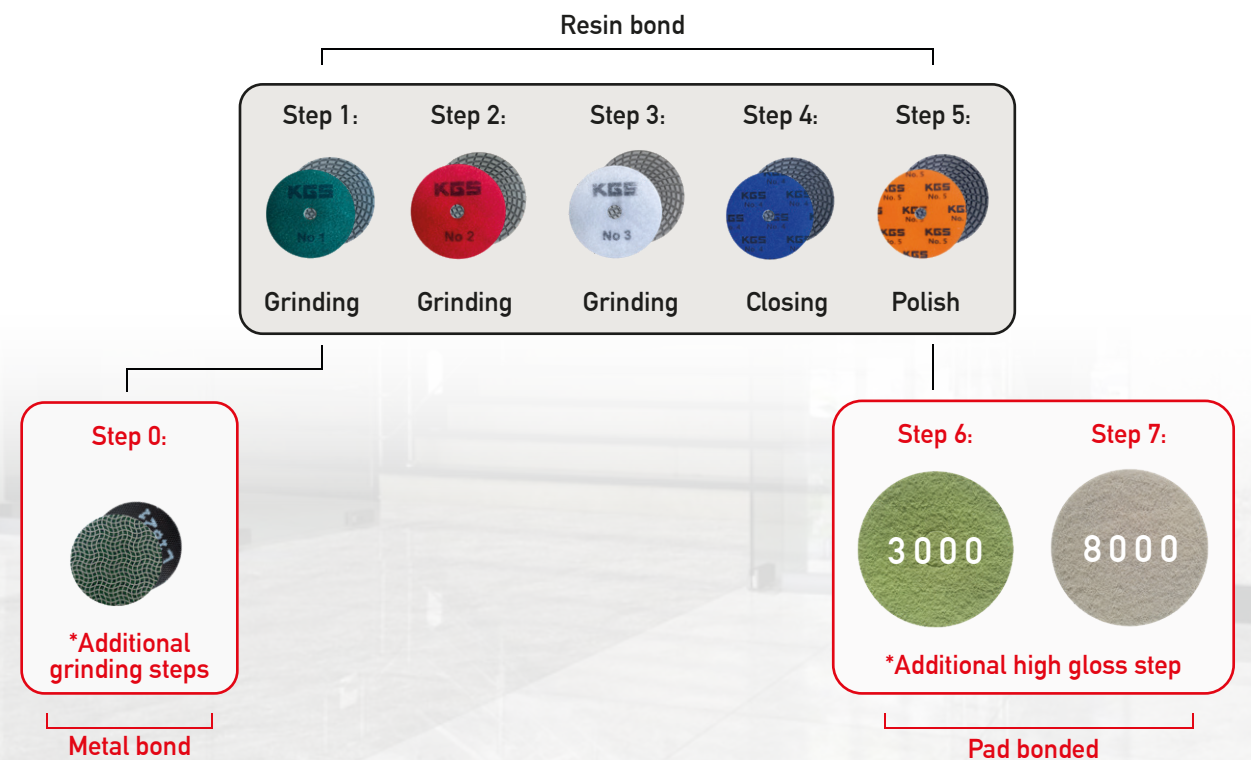 Resin bond
Step 1:
Step 2:
Step 3:
Step 4:
Step 5:
KGS
No 1
KGS
No 2
KGS
No 3
KGS
No. 5
Grinding
Grinding
Grinding
Closing
Polish
Step 0:
*Additional
grinding steps
Metal bond
Step 6:
Step 7:
3000
8000
*Additional high gloss step
Pad bonded